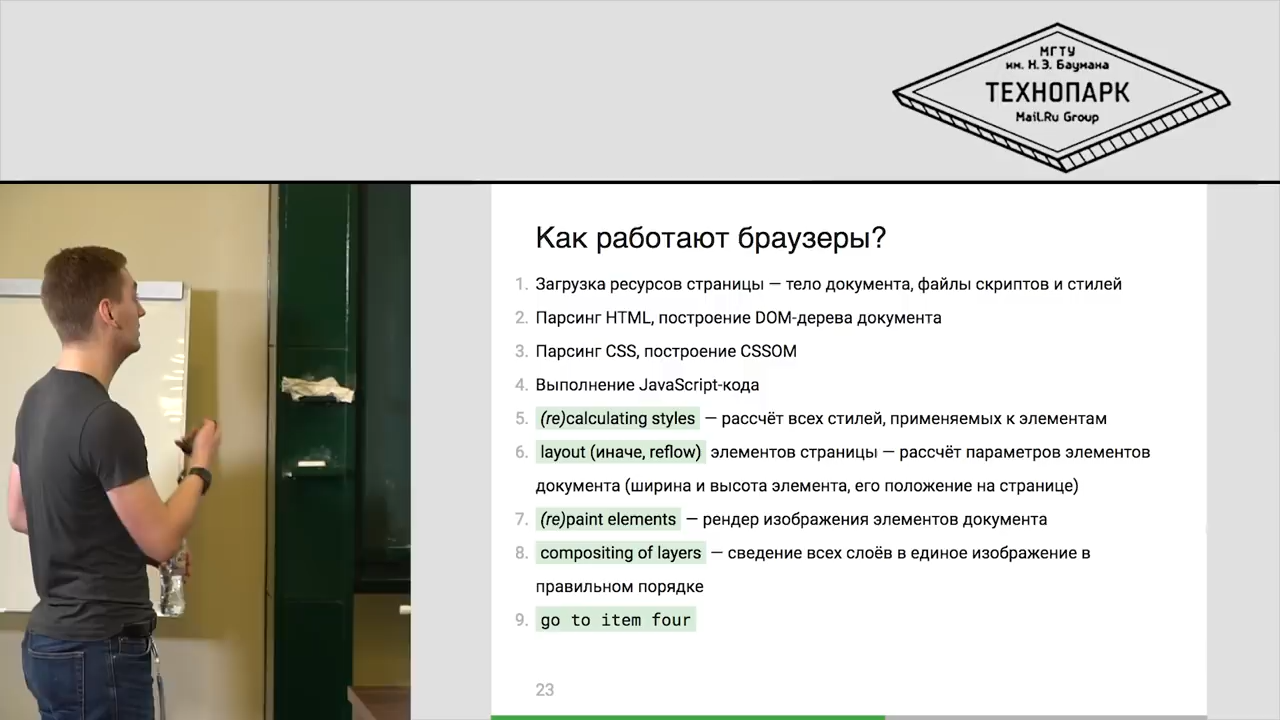 МГТУ
им. Н.Э. Баумана
ТЕХНОПАРК
Mail.Ru Group
Как работают браузеры?
1. Загрузка ресурсов страницы — тело документа, файлы скриптов и стилей
2. Парсинг HTML, построение DOM-дерева документа
3. Парсинг CSS, построение CSSOM
4. Выполнение JavaScript-кода
5. (re)calculating styles — рассчёт всех стилей, применяемых к элементам
6. layout (иначе, reflow) элементов страницы — рассчёт параметров элементов
документа (ширина и высота элемента, его положение на странице)
7. (re)paint elements — рендер изображения элементов документа
8. compositing of layers — сведение всех слоёв в единое изображение в
правильном порядке
9. go to item four
23